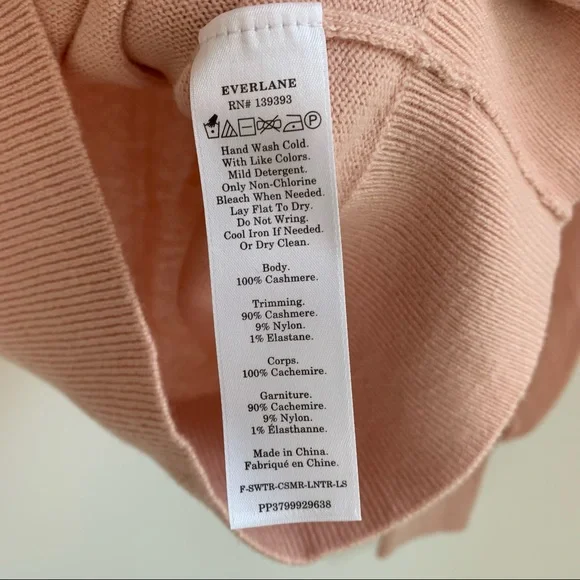 EVERLANE
RN# 139393
Hand Wash Cold.
With Like Colors.
Mild Detergent.
Only Non-Chlorine
Bleach When Needed.
Lay Flat To Dry.
Do Not Wring.
Cool Iron If Needed.
Or Dry Clean.
Body.
100% Cashmere.
Trimming.
90% Cashmere.
9% Nylon.
1% Elastane.
Corps.
100% Cachemire.
Garniture.
90% Cachemire.
9% Nylon.
1% Élasthanne.
Made in China.
Fabriqué en Chine.
F-SWTR-CSMR-LNTR-LS
PP3799929638